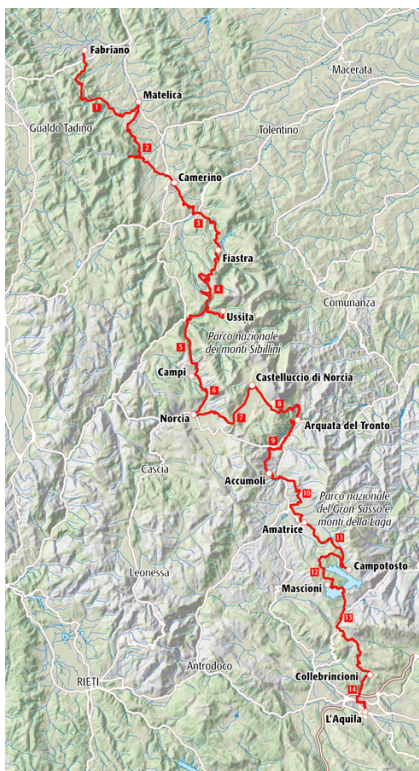 Fabriano
Macerata
Matelica
1
Gualdo Tadino
Tolentino
2
Camerino
3
Fiastra
4
Comunanza
Ussita
Parco nazionale
dei monti Sibillini
5
Campi
Castelluccio di Norcia
6
8
Norcia
7
Arquata del Tronto
9
Cascia
Accumoli
10
Parco nazionale
del Gran Sasso e
monti della Laga
Amatrice
11
Leonessa
12
Campotosto
Mascioni
13
Antrodoco
RIETI
Collebrincioni
14
L'Aquila